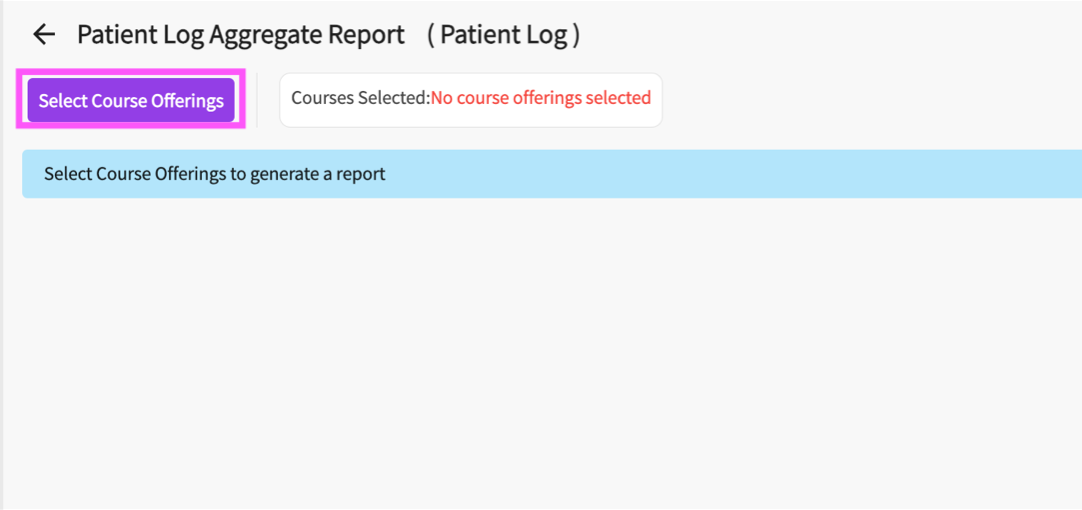 Patient Log Aggregate Report ( Patient Log )
Select Course Offerings
Courses Selected:No course offerings selected
Select Course Offerings to generate a report